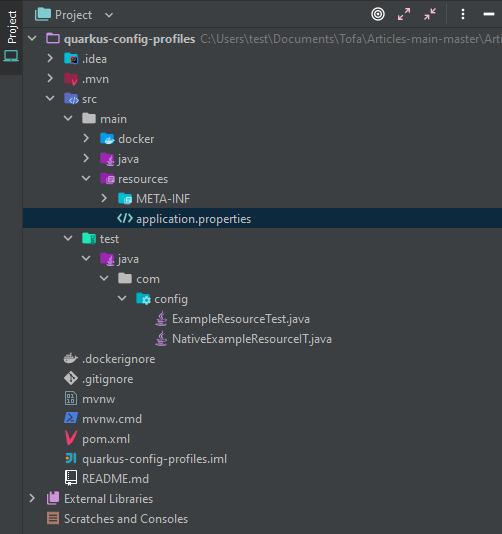 Project
Project
quarkus-config-profiles C:\Users\test\Documents\Tofa\Articles-main-master\Arti
.idea
.mvn
src
main
docker
java
resources
META-INF
application.properties
test
java
com
config
ExampleResourceTest.java
NativeExampleResourceIT.java
.dockerignore
.gitignore
mvnw
mvnw.cmd
pom.xml
quarkus-config-profiles.iml
README.md
External Libraries
Scratches and Consoles